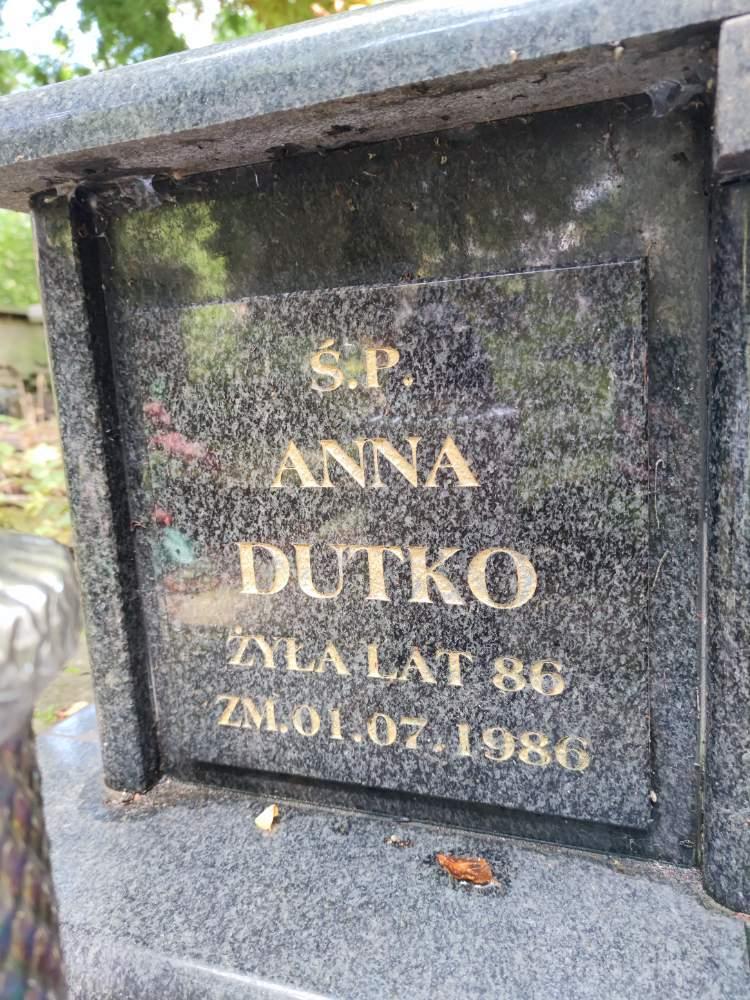 Ś.P.
ANNA
DUTKO
ŻYŁA LAT 86
ZM.01.07.1986